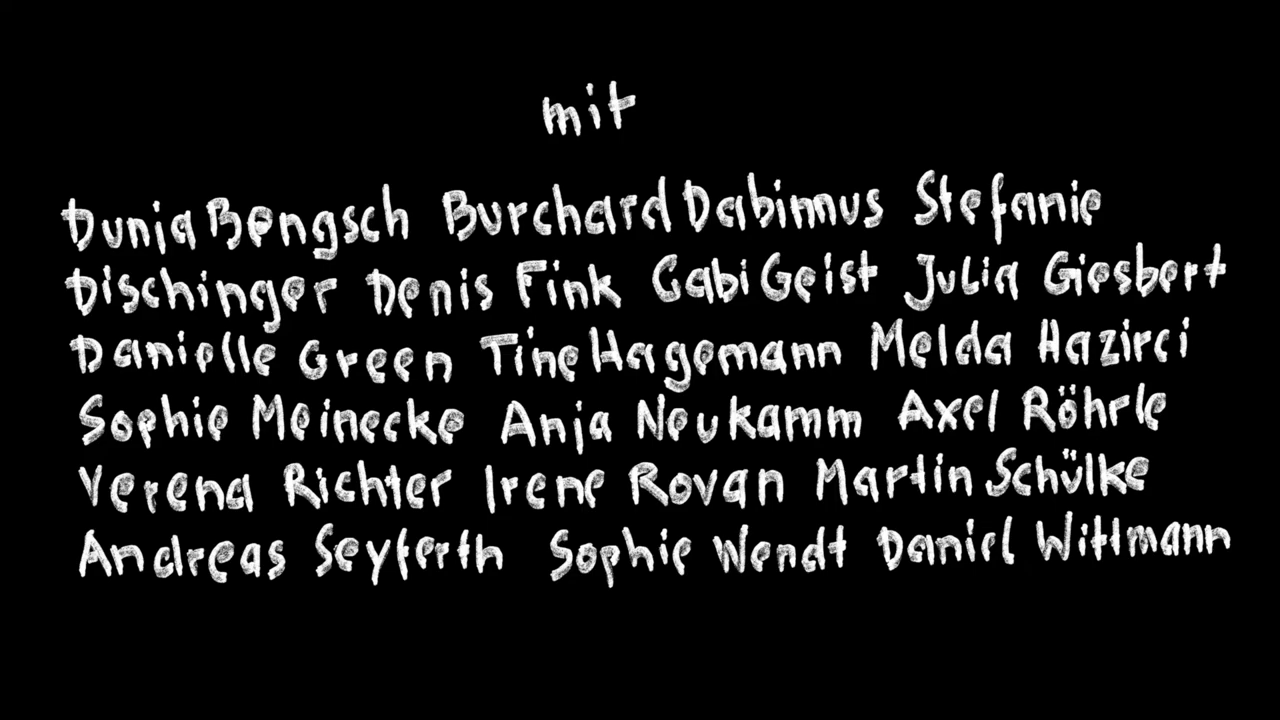 mit
Dunja Bengsch Burchard Dabinnus Stefanie
Dischinger Denis Fink Gabi Geist Julia Giesbert
Danielle Green Tine Hagemann Melda Hazirci
Sophie Meinecke Anja Neukamm Axel Röhrle
Verena Richter Irene Rovan Martin Schülke
Andreas Seyferth Sophie Wendt Daniel Wittmann